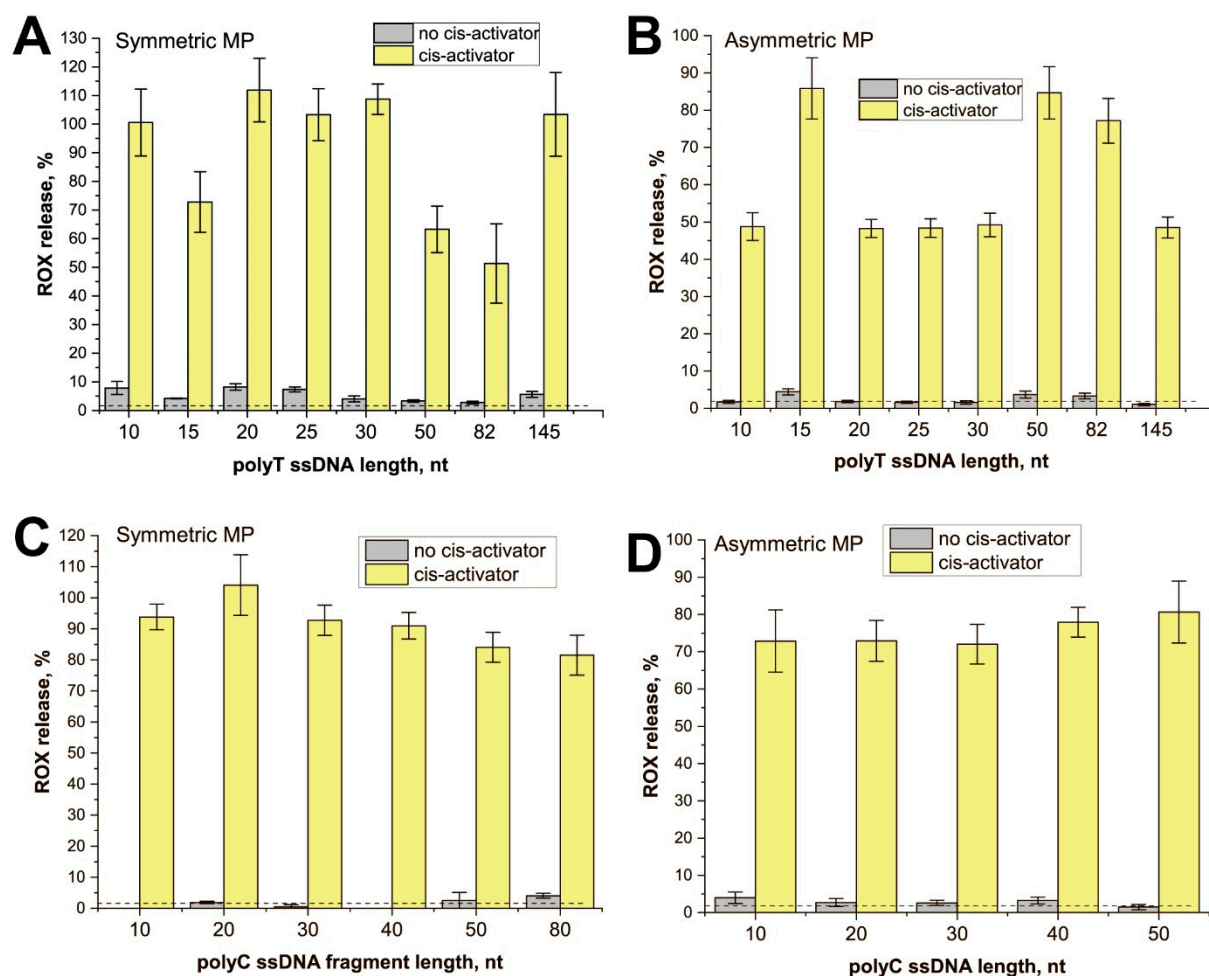 A
Symmetric MP
no cis-activator
cis-activator
ROX release, %
130
120
110
100
90
80
70
60
50
40
30
20
10
0
10 15 20 25 30 50 82 145
polyT ssDNA length, nt
B
Asymmetric MP
no cis-activator
cis-activator
ROX release, %
100
90
80
70
60
50
40
30
20
10
0
10 15 20 25 30 50 82 145
polyT ssDNA length, nt
C
Symmetric MP
no cis-activator
cis-activator
ROX release, %
120
110
100
90
80
70
60
50
40
30
20
10
0
10 20 30 40 50 80
polyC ssDNA fragment length, nt
D
Asymmetric MP
no cis-activator
cis-activator
ROX release, %
100
90
80
70
60
50
40
30
20
10
0
10 20 30 40 50
polyC ssDNA length, nt